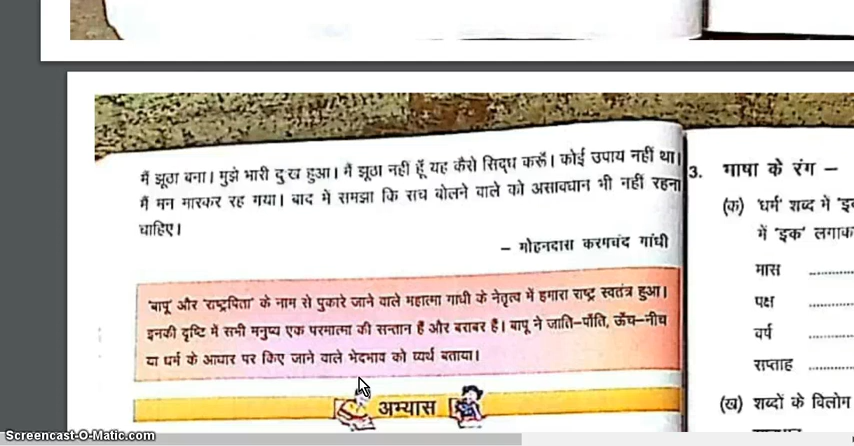 मैं झूठा बना। मुझे भारी दुःख हुआ। मैं झूठा नहीं हूँ यह कैसे सिद्ध करूँ। कोई उपाय नहीं था।
मैं मन मारकर रह गया। बाद में समझा कि सच बोलने वाले को असावधान भी नहीं रहना
चाहिए।
– मोहनदास करमचंद गांधी
'बापू' और 'राष्ट्रपिता' के नाम से पुकारे जाने वाले महात्मा गांधी के नेतृत्व में हमारा राष्ट्र स्वतंत्र हुआ।
इनकी दृष्टि में सभी मनुष्य एक परमात्मा की सन्तान हैं और बराबर हैं। बापू ने जाति-पाँति, ऊँच-नीच
या धर्म के आधार पर किए जाने वाले भेदभाव को व्यर्थ बताया।
अभ्यास
3. भाषा के रंग –
(क) 'धर्म' शब्द में
में 'इक'
मास ............
पक्ष ............
वर्ष ............
सप्ताह ............
(ख) शब्दों के विलोम
Screencast-O-Matic.com